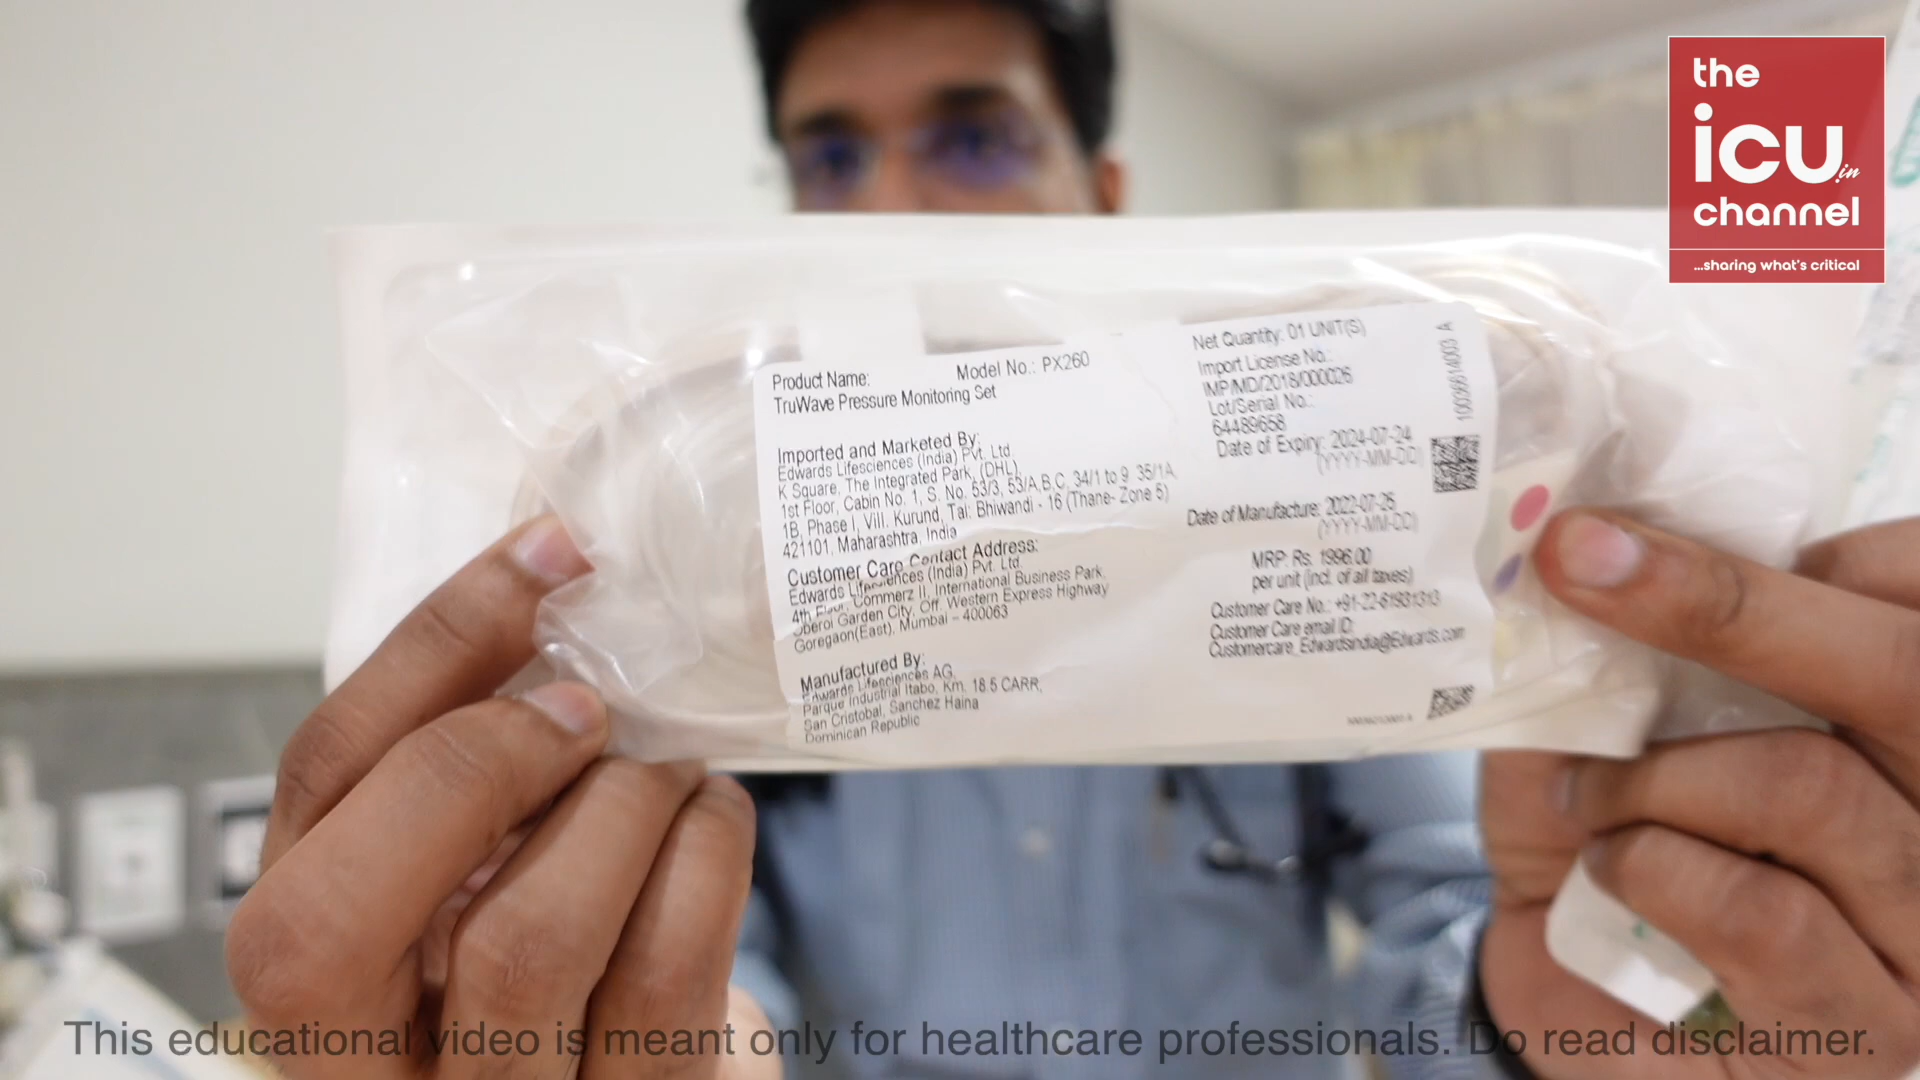 the
icu.in
channel
...sharing what's critical
Product Name: Model No.: PX260
TruWave Pressure Monitoring Set
Imported and Marketed By:
Edwards Lifesciences (India) Pvt. Ltd.
K Square, The Integrated Park, (DHL),
1st Floor, Cabin No. 1, S. No. 53/3, 53/A,B,C, 34/1 to 9, 35/1A,
1B, Phase I, Vill. Kurund, Tal: Bhiwandi - 16 (Thane- Zone 5)
421101, Maharashtra, India
Customer Care Contact Address:
Edwards Lifesciences (India) Pvt. Ltd.
4th Floor, Commerz II, International Business Park,
Oberoi Garden City, Off. Western Express Highway
Goregaon(East), Mumbai – 400063
Manufactured By:
Edwards Lifesciences AG,
Parque Industrial Itabo, Km. 18.5 CARR,
San Cristobal, Sanchez Haina
Dominican Republic
Net Quantity: 01 UNIT(S)
Import License No.:
IMP/MD/2018/000026
Lot/Serial No.:
64489658
Date of Expiry: 2024-07-24
(YYYY-MM-DD)
Date of Manufacture: 2022-07-25
(YYYY-MM-DD)
MRP: Rs. 1996.00
per unit (incl. of all taxes)
Customer Care No.: +91-22-61931313
Customer Care email ID:
Customercare_EdwardsIndia@Edwards.com
This educational video is meant only for healthcare professionals. Do read disclaimer.